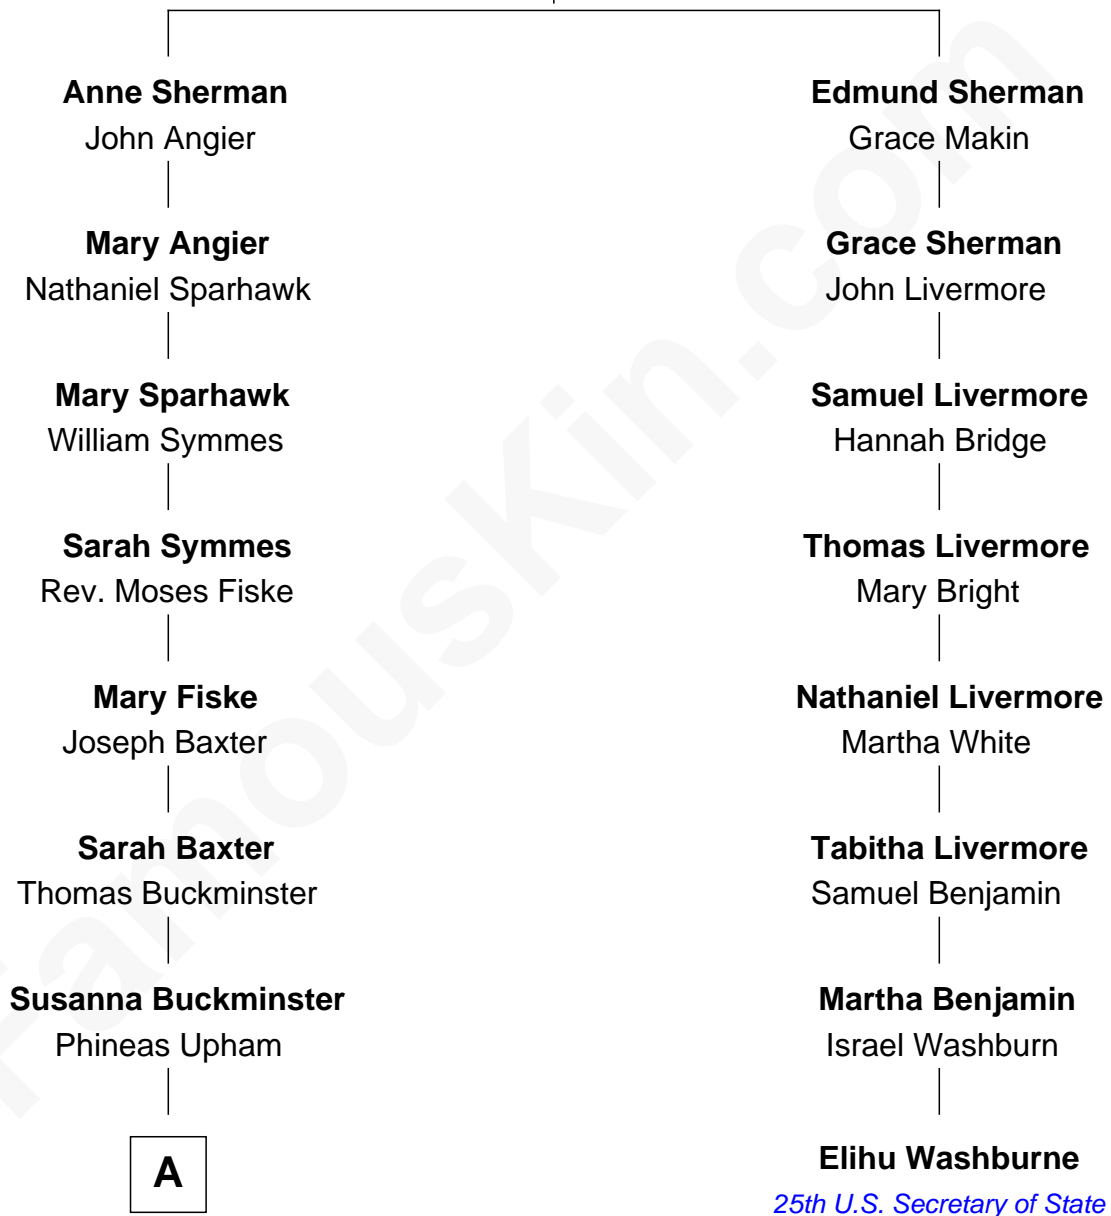 Anne Sherman
John Angier
Edmund Sherman
Grace Makin
Mary Angier
Nathaniel Sparhawk
Grace Sherman
John Livermore
Mary Sparhawk
William Symmes
Samuel Livermore
Hannah Bridge
Sarah Symmes
Rev. Moses Fiske
Thomas Livermore
Mary Bright
Mary Fiske
Joseph Baxter
Nathaniel Livermore
Martha White
Sarah Baxter
Thomas Buckminster
Tabitha Livermore
Samuel Benjamin
Susanna Buckminster
Phineas Upham
Martha Benjamin
Israel Washburn
A
Elihu Washburne
25th U.S. Secretary of State
FamousKin.com